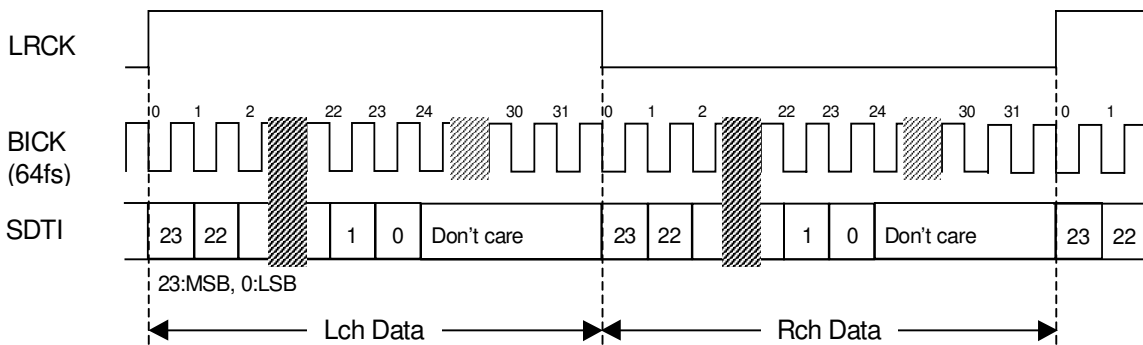 LRCK
0 1 2 22 23 24 30 31 0 1 2 22 23 24 30 31 0 1
BICK
(64fs)
SDTI 23 22 1 0 Don't care 23 22 1 0 Don't care 23 22
23:MSB, 0:LSB
Lch Data Rch Data